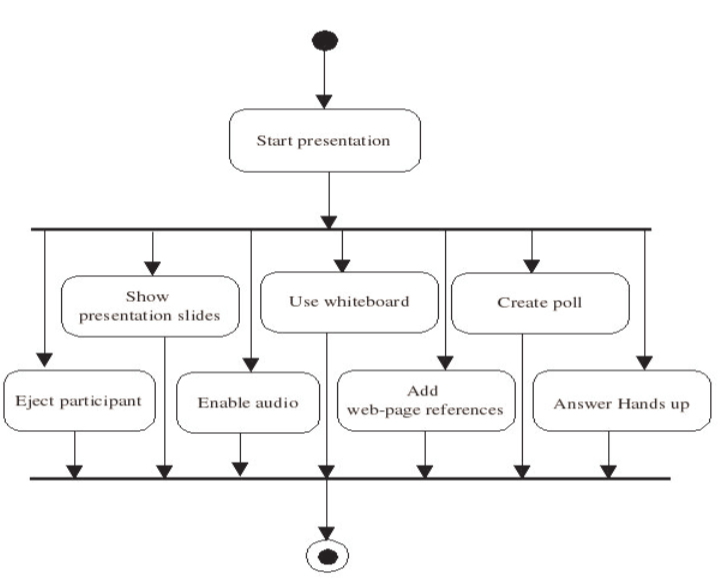 Start presentation
Show
presentation slides
Use whiteboard
Create poll
Eject participant
Enable audio
Add
web-page references
Answer Hands up